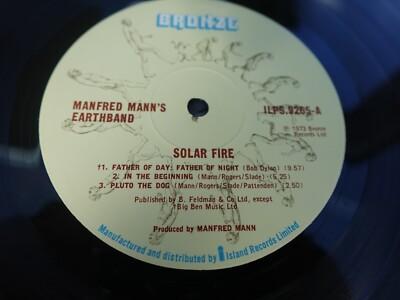 BRONZE
MANFRED MANN'S
EARTHBAND
ILPS.9265-A
Ⓟ 1973 Bronze
Records Ltd
SOLAR FIRE
†1. FATHER OF DAY, FATHER OF NIGHT (Bob Dylan) 9.57
2. IN THE BEGINNING (Mann/Rogers/Slade) 5.25
3. PLUTO THE DOG (Mann/Rogers/Slade/Pattenden) 2.50
Published by B. Feldman & Co Ltd, except
†Big Ben Music Ltd
Produced by MANFRED MANN
Manufactured and distributed by Island Records Limited